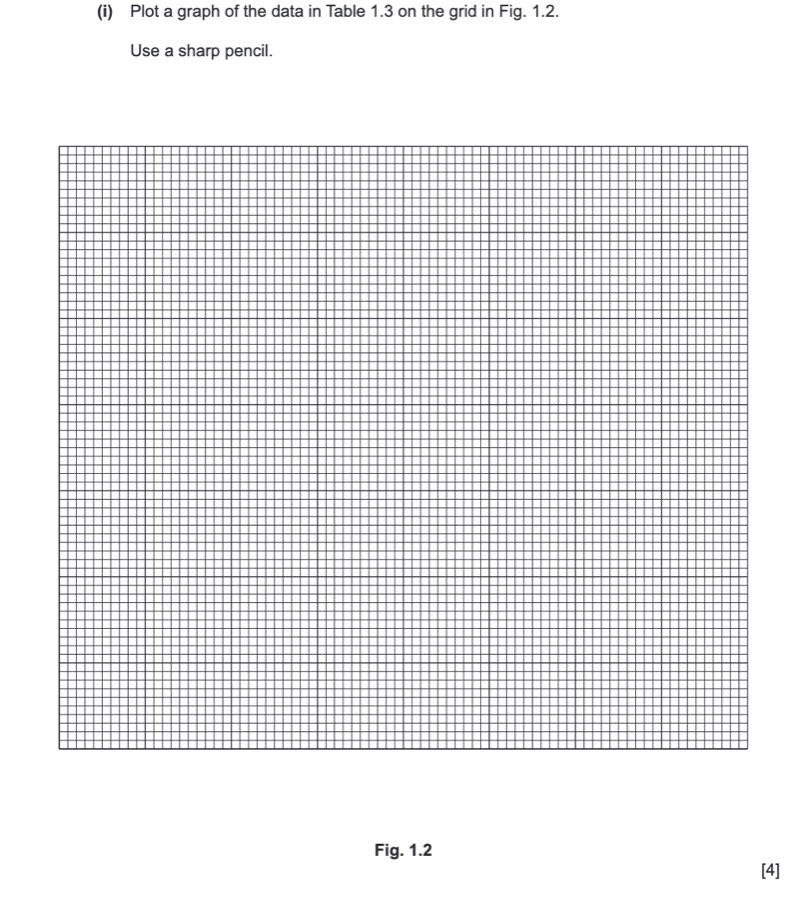 (i) Plot a graph of the data in Table 1.3 on the grid in Fig. 1.2.
Use a sharp pencil.
Fig. 1.2
[4]